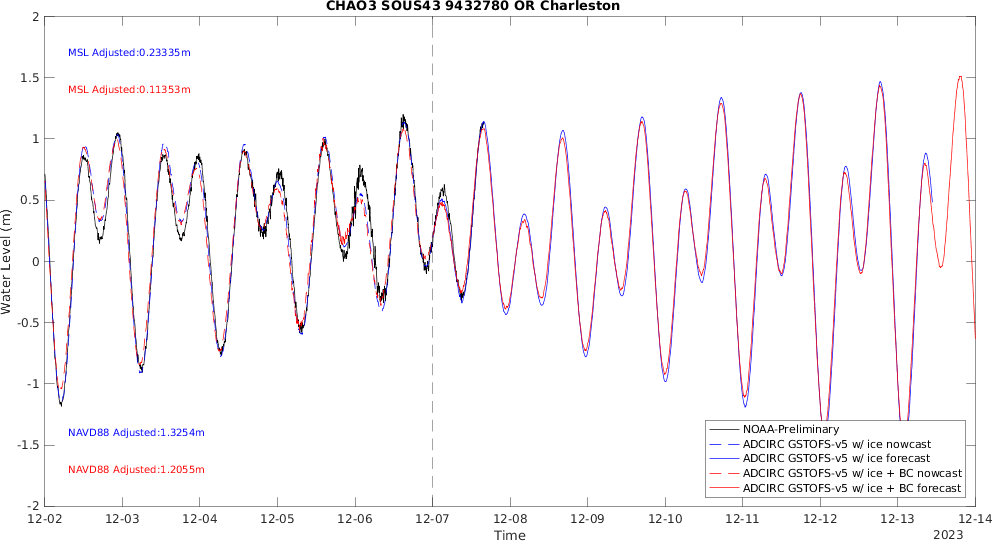 CHAO3 SOUS43 9432780 OR Charleston
2
1.5
1
0.5
0
-0.5
-1
-1.5
-2
Water Level (m)
MSL Adjusted:0.23335m
MSL Adjusted:0.11353m
NAVD88 Adjusted:1.3254m
NAVD88 Adjusted:1.2055m
NOAA-Preliminary
ADCIRC GSTOFS-v5 w/ ice nowcast
ADCIRC GSTOFS-v5 w/ ice forecast
ADCIRC GSTOFS-v5 w/ ice + BC nowcast
ADCIRC GSTOFS-v5 w/ ice + BC forecast
12-02 12-03 12-04 12-05 12-06 12-07 12-08 12-09 12-10 12-11 12-12 12-13 12-14
Time
2023